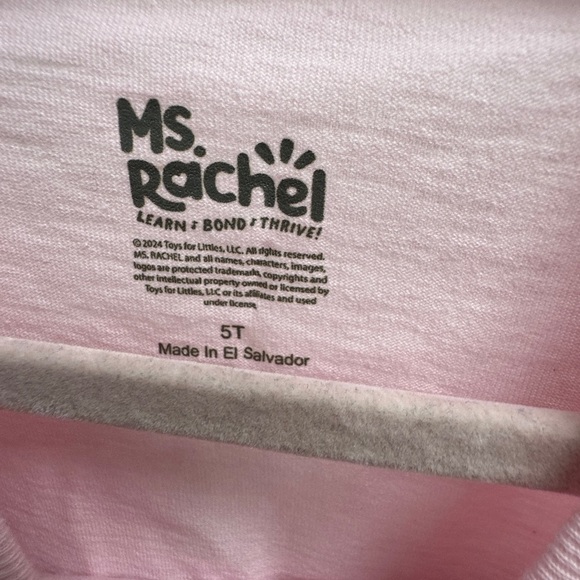 Ms.
Rachel
LEARN BOND THRIVE!
©2024 Toys for Littles, LLC. All rights reserved.
MS. RACHEL and all names, characters, images,
logos are protected trademarks, copyrights and
other intellectual property owned or licensed by
Toys for Littles, LLC or its affiliates and used
under license
5T
Made in El Salvador